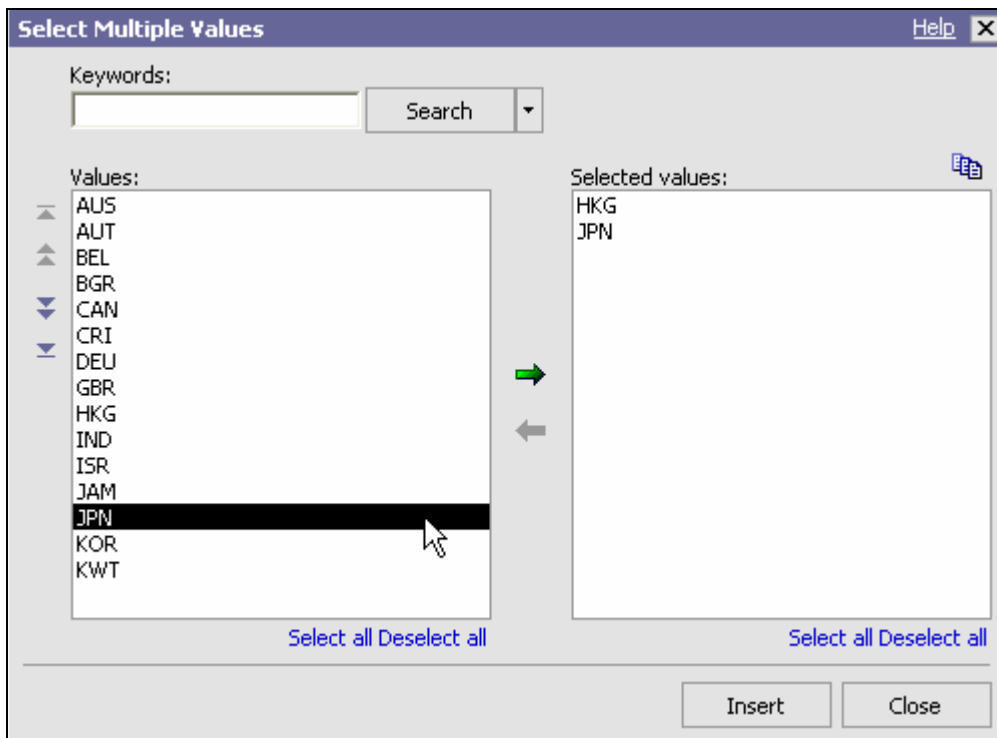 Select Multiple Values Help
Keywords:
Search
Values:
AUS
AUT
BEL
BGR
CAN
CRI
DEU
GBR
HKG
IND
ISR
JAM
JPN
KOR
KWT
Select all Deselect all
Selected values:
HKG
JPN
Select all Deselect all
Insert Close